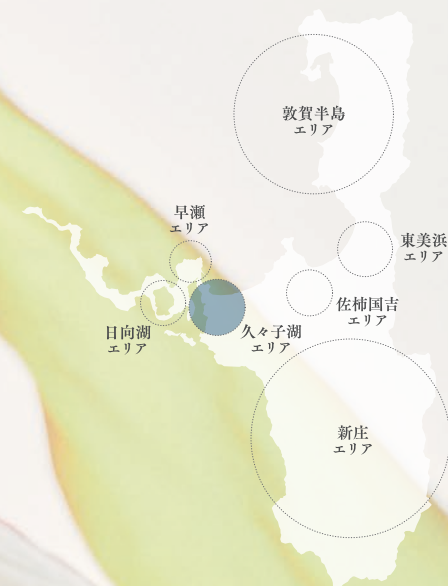 敦賀半島
エリア
早瀬
エリア
東美浜
エリア
佐柿国吉
エリア
日向湖
エリア
久々子湖
エリア
新庄
エリア